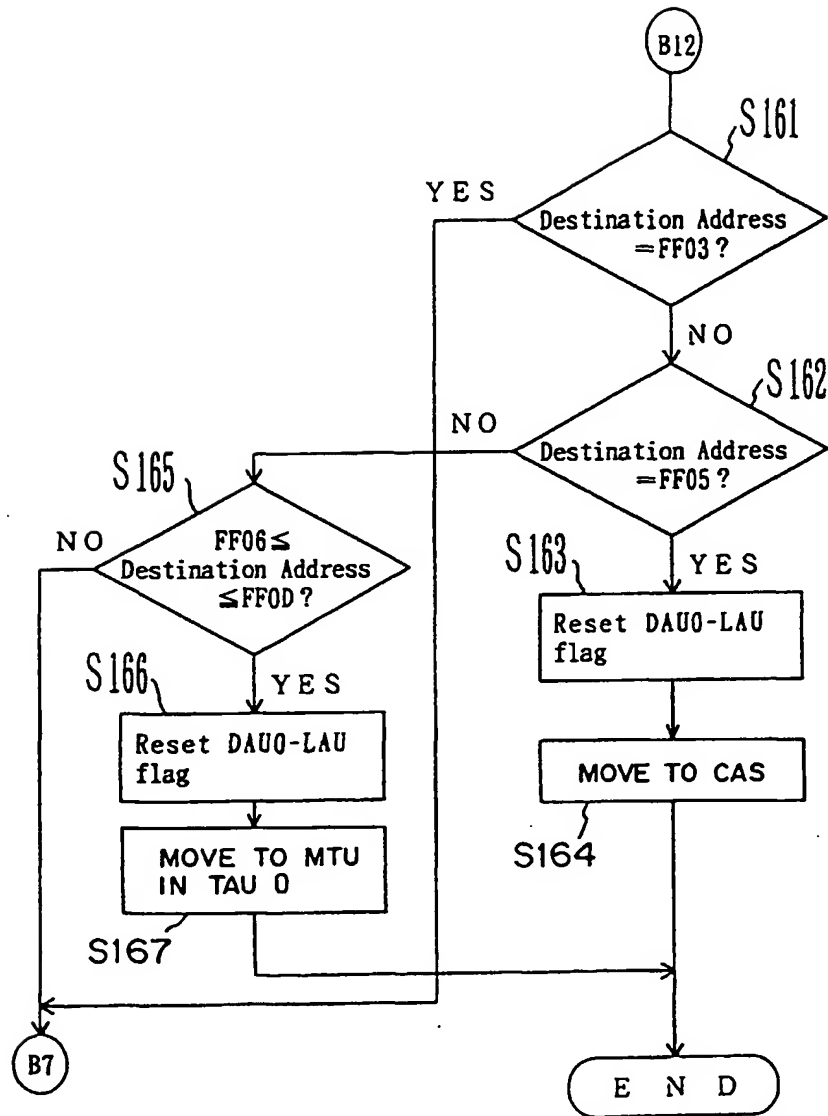 B12
S161
YES
Destination Address
=FF03?
NO
S162
NO
Destination Address
=FF05?
S165
NO
FF06≦
Destination Address
≦FF0D?
S163
YES
Reset DAU0-LAU
flag
S166
YES
Reset DAU0-LAU
flag
MOVE TO CAS
S164
MOVE TO MTU
IN TAU 0
S167
B7
END